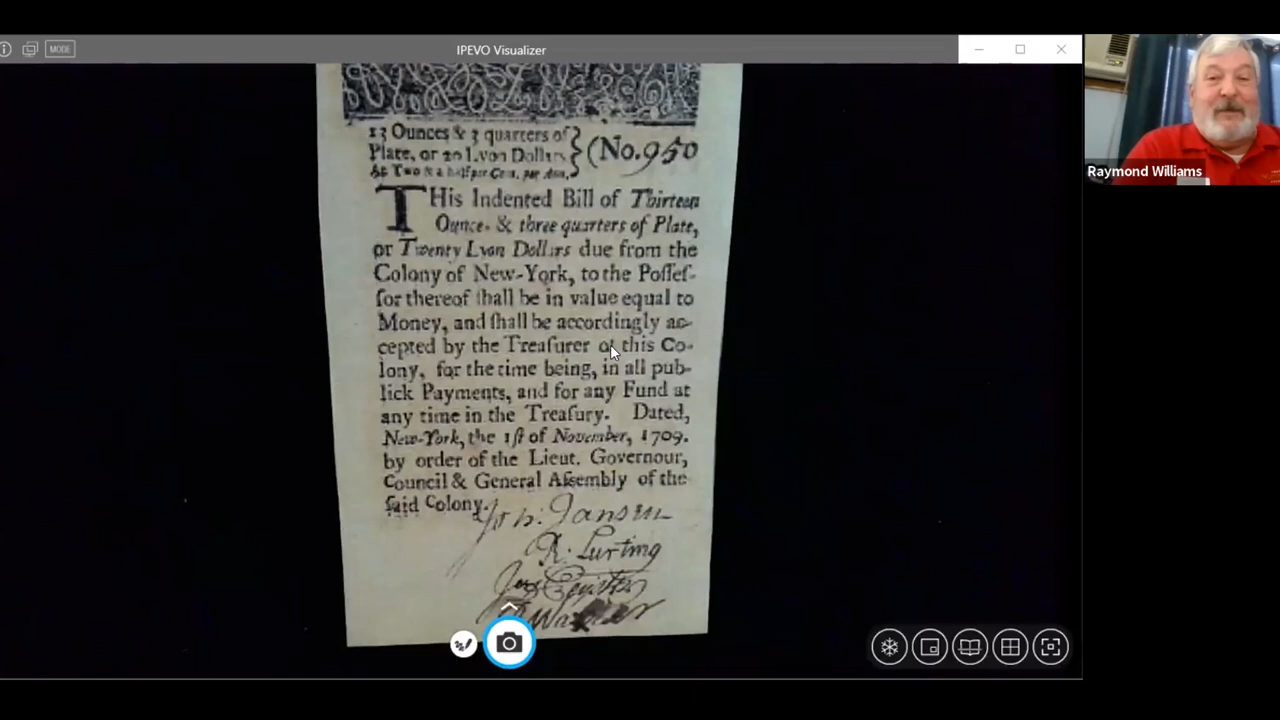 MODE
IPEVO Visualizer
Raymond Williams
13 Ounces & 3 quarters of
Plate, or 20 Lyon Dollars
At Two & a half per Cent. per Ann.
(No. 950
THis Indented Bill of Thirteen
Ounce. & three quarters of Plate,
or Twenty Lyon Dollars due from the
Colony of New-York, to the Posſeſ-
ſor thereof ſhall be in value equal to
Money, and ſhall be accordingly ac-
cepted by the Treaſurer of this Co-
lony, for the time being, in all pub-
lick Payments, and for any Fund at
any time in the Treaſury. Dated,
New-York, the 1ſt of November, 1709.
by order of the Lieut. Governour,
Council & General Aſſembly of the
ſaid Colony.
Joh: Jansen
R. Lurting